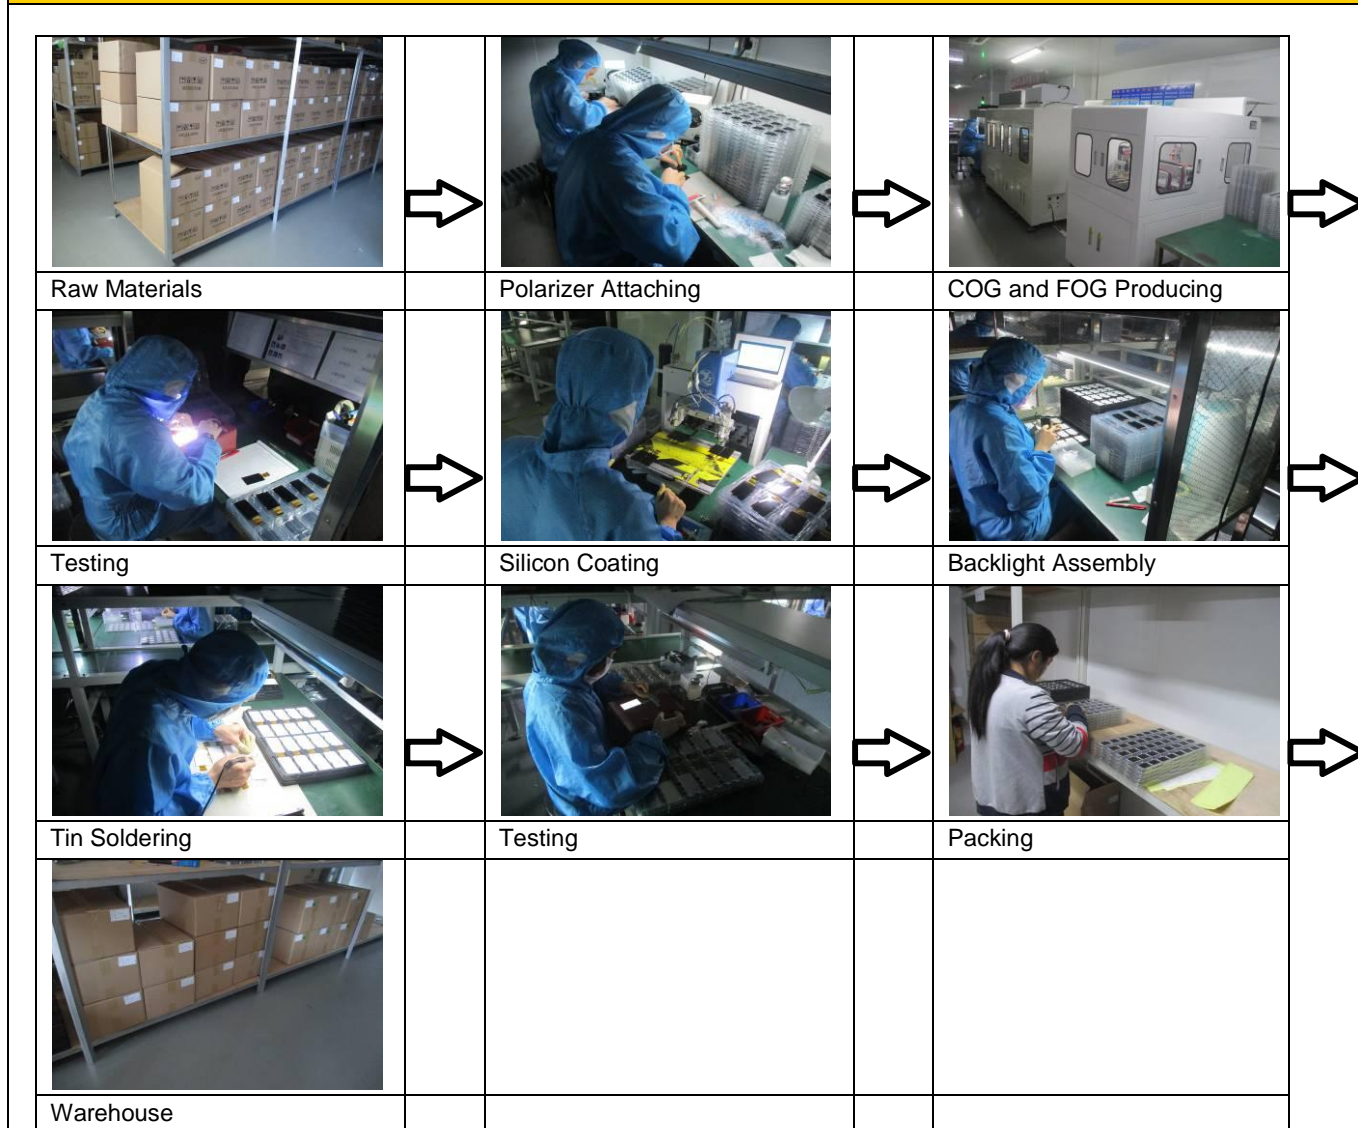 Raw Materials
Polarizer Attaching
COG and FOG Producing
Testing
Silicon Coating
Backlight Assembly
Tin Soldering
Testing
Packing
Warehouse